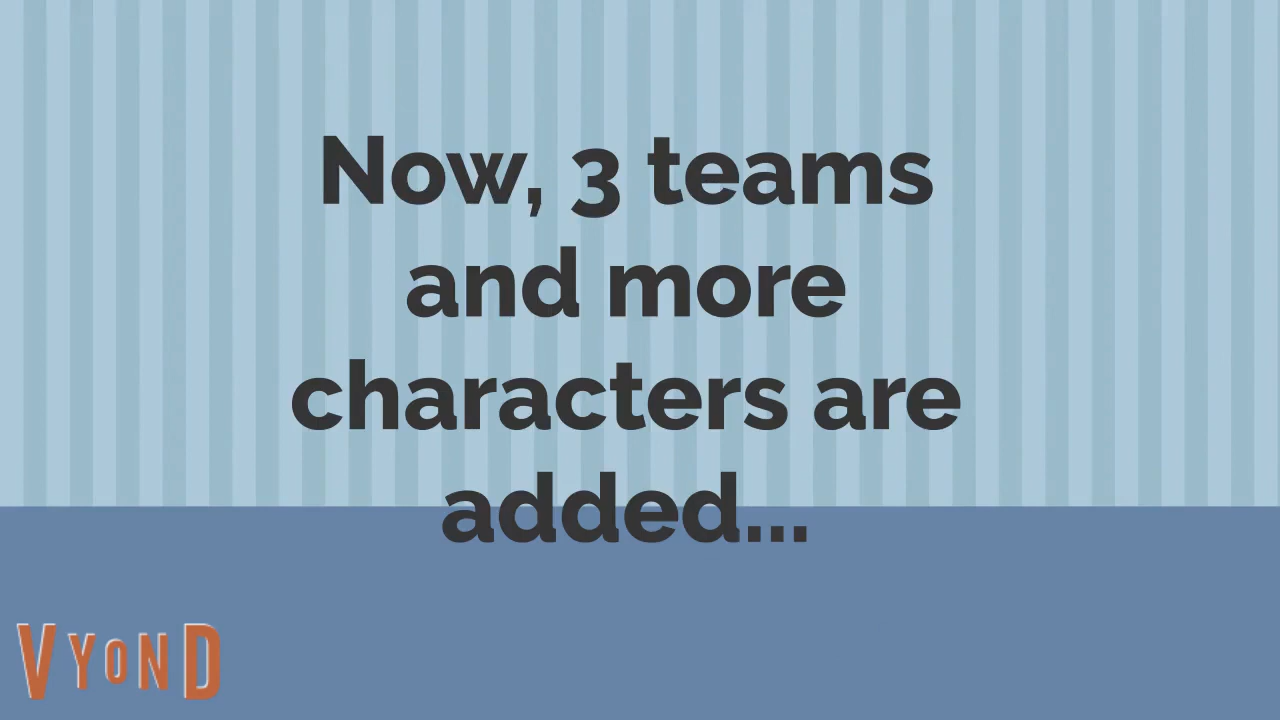 Now, 3 teams
and more
characters are
added...
VYOND